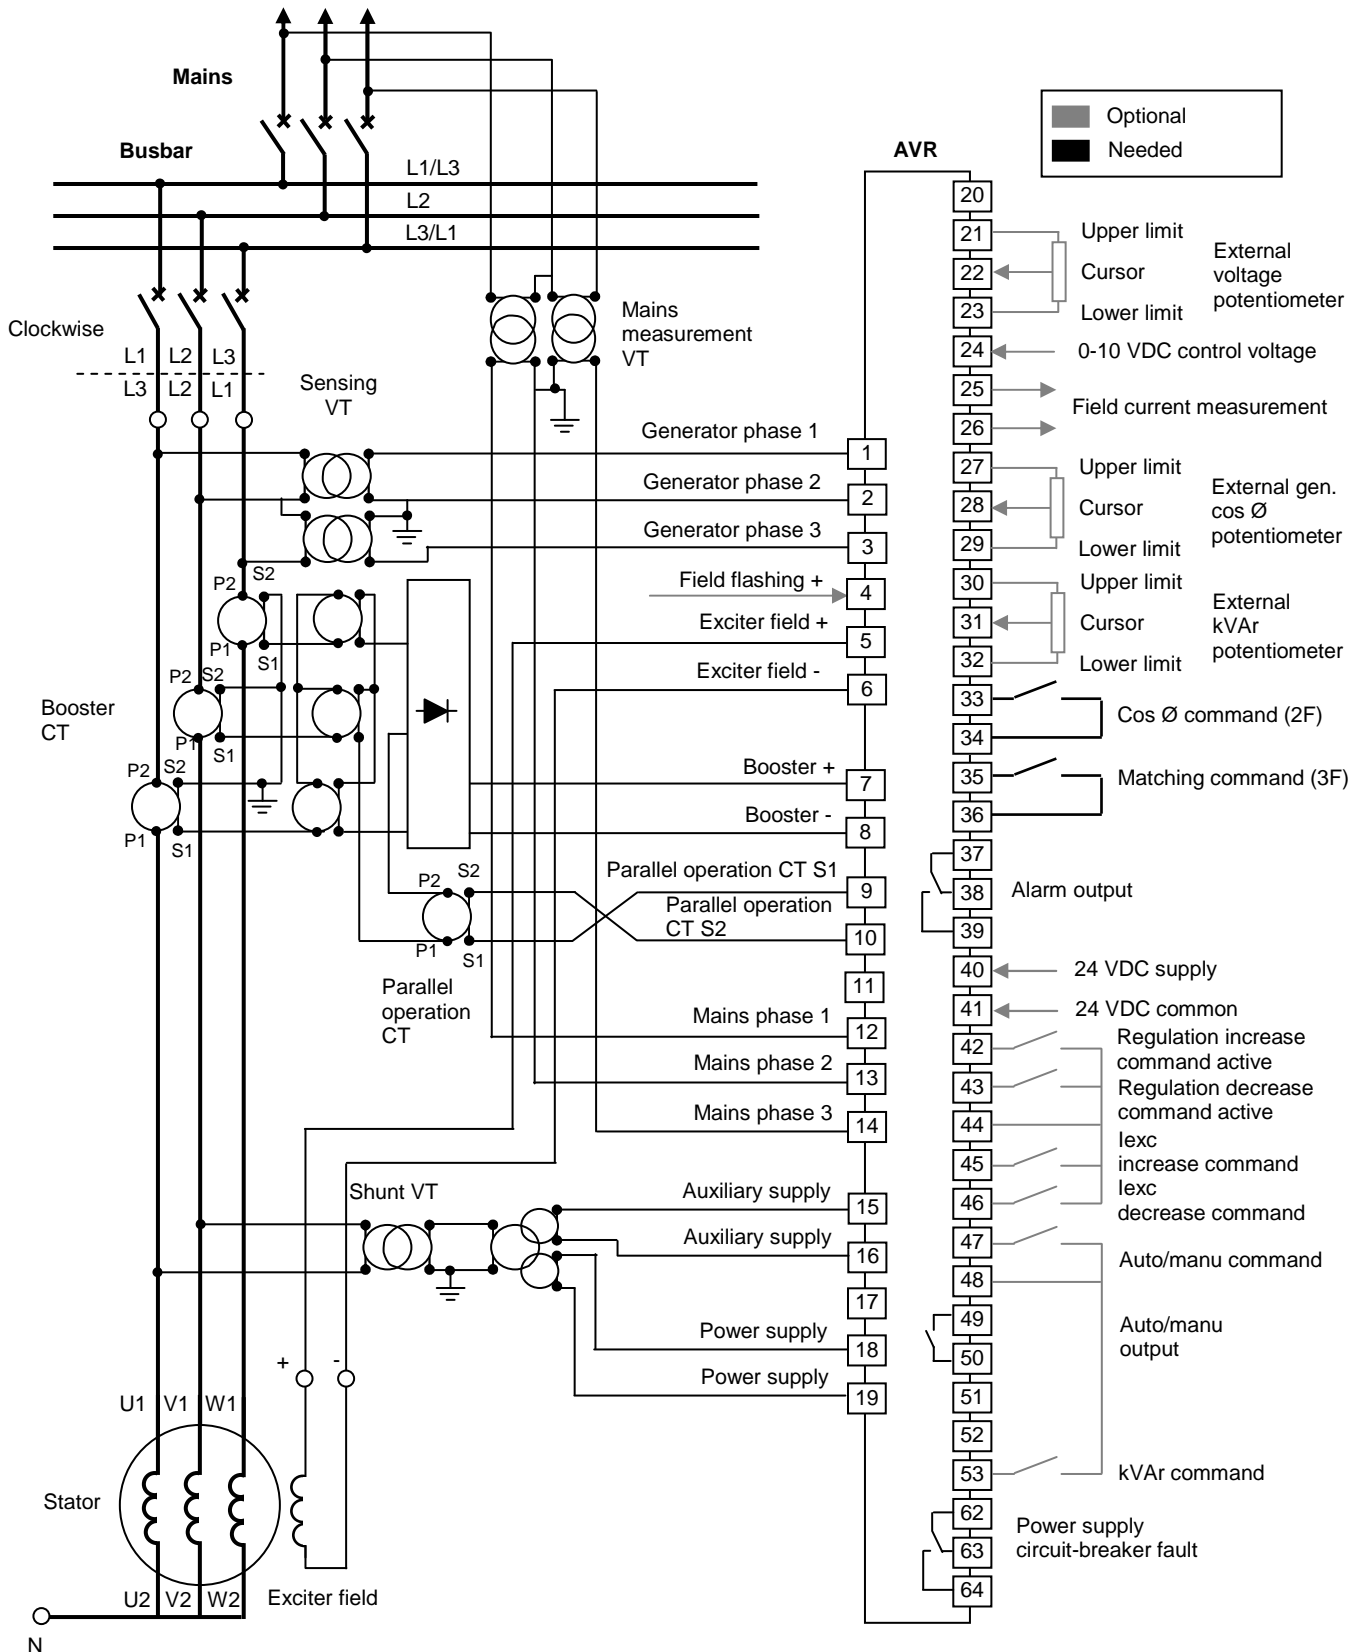 Mains
Busbar
L1/L3
L2
L3/L1
Clockwise
L1 L2 L3
L3 L2 L1
Sensing
VT
Mains
measurement
VT
Generator phase 1
Generator phase 2
Generator phase 3
Field flashing +
Exciter field +
Exciter field -
Booster +
Booster -
Parallel operation CT S1
Parallel operation
CT S2
Mains phase 1
Mains phase 2
Mains phase 3
Auxiliary supply
Auxiliary supply
Power supply
Power supply
P2 S2
P1 S1
P2 S2
P1 S1
P2 S2
P1 S1
Booster
CT
P2 S2
P1 S1
Parallel
operation
CT
Shunt VT
+ -
U1 V1 W1
Stator
U2 V2 W2
Exciter field
N
AVR
1
2
3
4
5
6
7
8
9
10
11
12
13
14
15
16
17
18
19
Optional
Needed
20
21 Upper limit
22 Cursor
23 Lower limit
External
voltage
potentiometer
24 0-10 VDC control voltage
25
26
Field current measurement
27 Upper limit
28 Cursor
29 Lower limit
External gen.
cos Ø
potentiometer
30 Upper limit
31 Cursor
32 Lower limit
External
kVAr
potentiometer
33
34
Cos Ø command (2F)
35
36
Matching command (3F)
37
38
39
Alarm output
40 24 VDC supply
41 24 VDC common
42
Regulation increase
command active
43
Regulation decrease
command active
44
45
Iexc
increase command
46
Iexc
decrease command
47
48
Auto/manu command
49
50
Auto/manu
output
51
52
53 kVAr command
62
63
64
Power supply
circuit-breaker fault